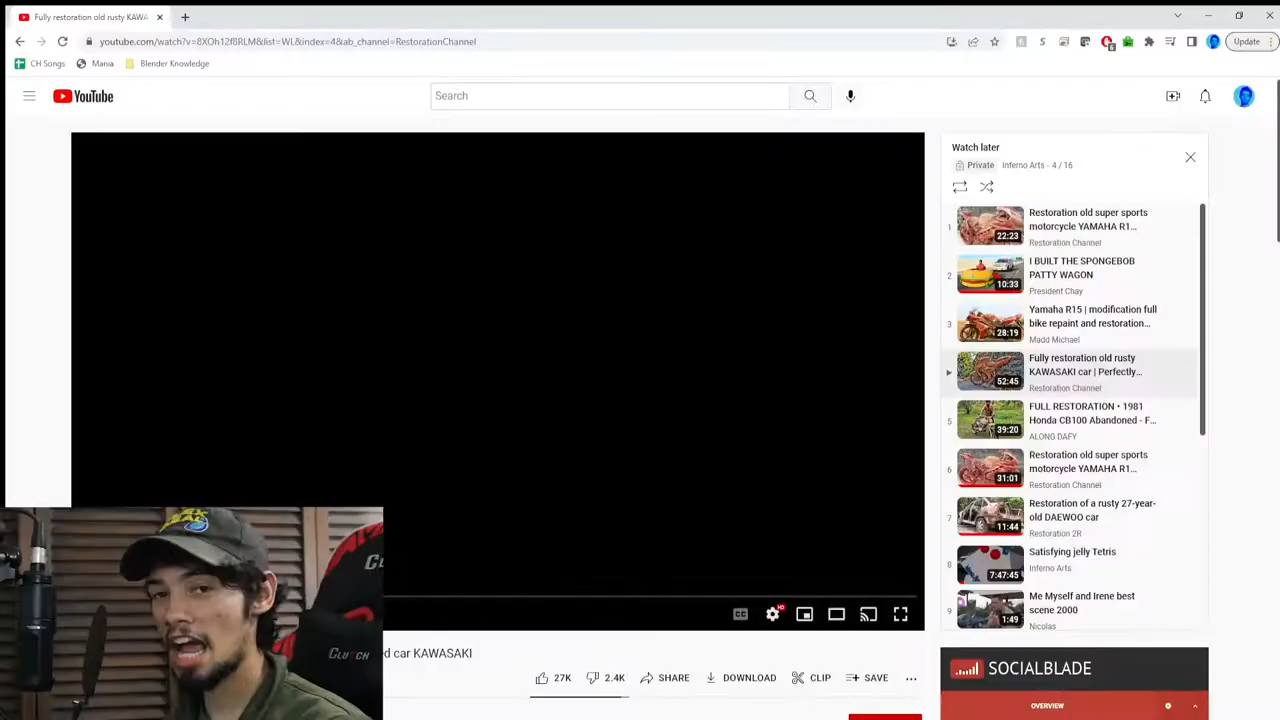 Fully restoration old rusty KAWA
youtube.com/watch?v=8XOh12f8RLM&list=WL&index=4&ab_channel=RestorationChannel
Update
CH Songs
Mania
Blender Knowledge
YouTube
Search
Watch later
Private
Inferno Arts - 4 / 16
1
22:23
Restoration old super sports
motorcycle YAMAHA R1...
Restoration Channel
2
10:33
I BUILT THE SPONGEBOB
PATTY WAGON
President Chay
3
28:19
Yamaha R15 | modification full
bike repaint and restoration...
Madd Michael
52:45
Fully restoration old rusty
KAWASAKI car | Perfectly...
Restoration Channel
5
39:20
FULL RESTORATION • 1981
Honda CB100 Abandoned - F...
ALONG DAFY
6
31:01
Restoration old super sports
motorcycle YAMAHA R1...
Restoration Channel
7
11:44
Restoration of a rusty 27-year-
old DAEWOO car
Restoration 2R
8
7:47:45
Satisfying jelly Tetris
Inferno Arts
9
1:49
Me Myself and Irene best
scene 2000
Nicolas
CC
HD
CLUTCH
d car KAWASAKI
27K
2.4K
SHARE
DOWNLOAD
CLIP
SAVE
SOCIALBLADE
OVERVIEW